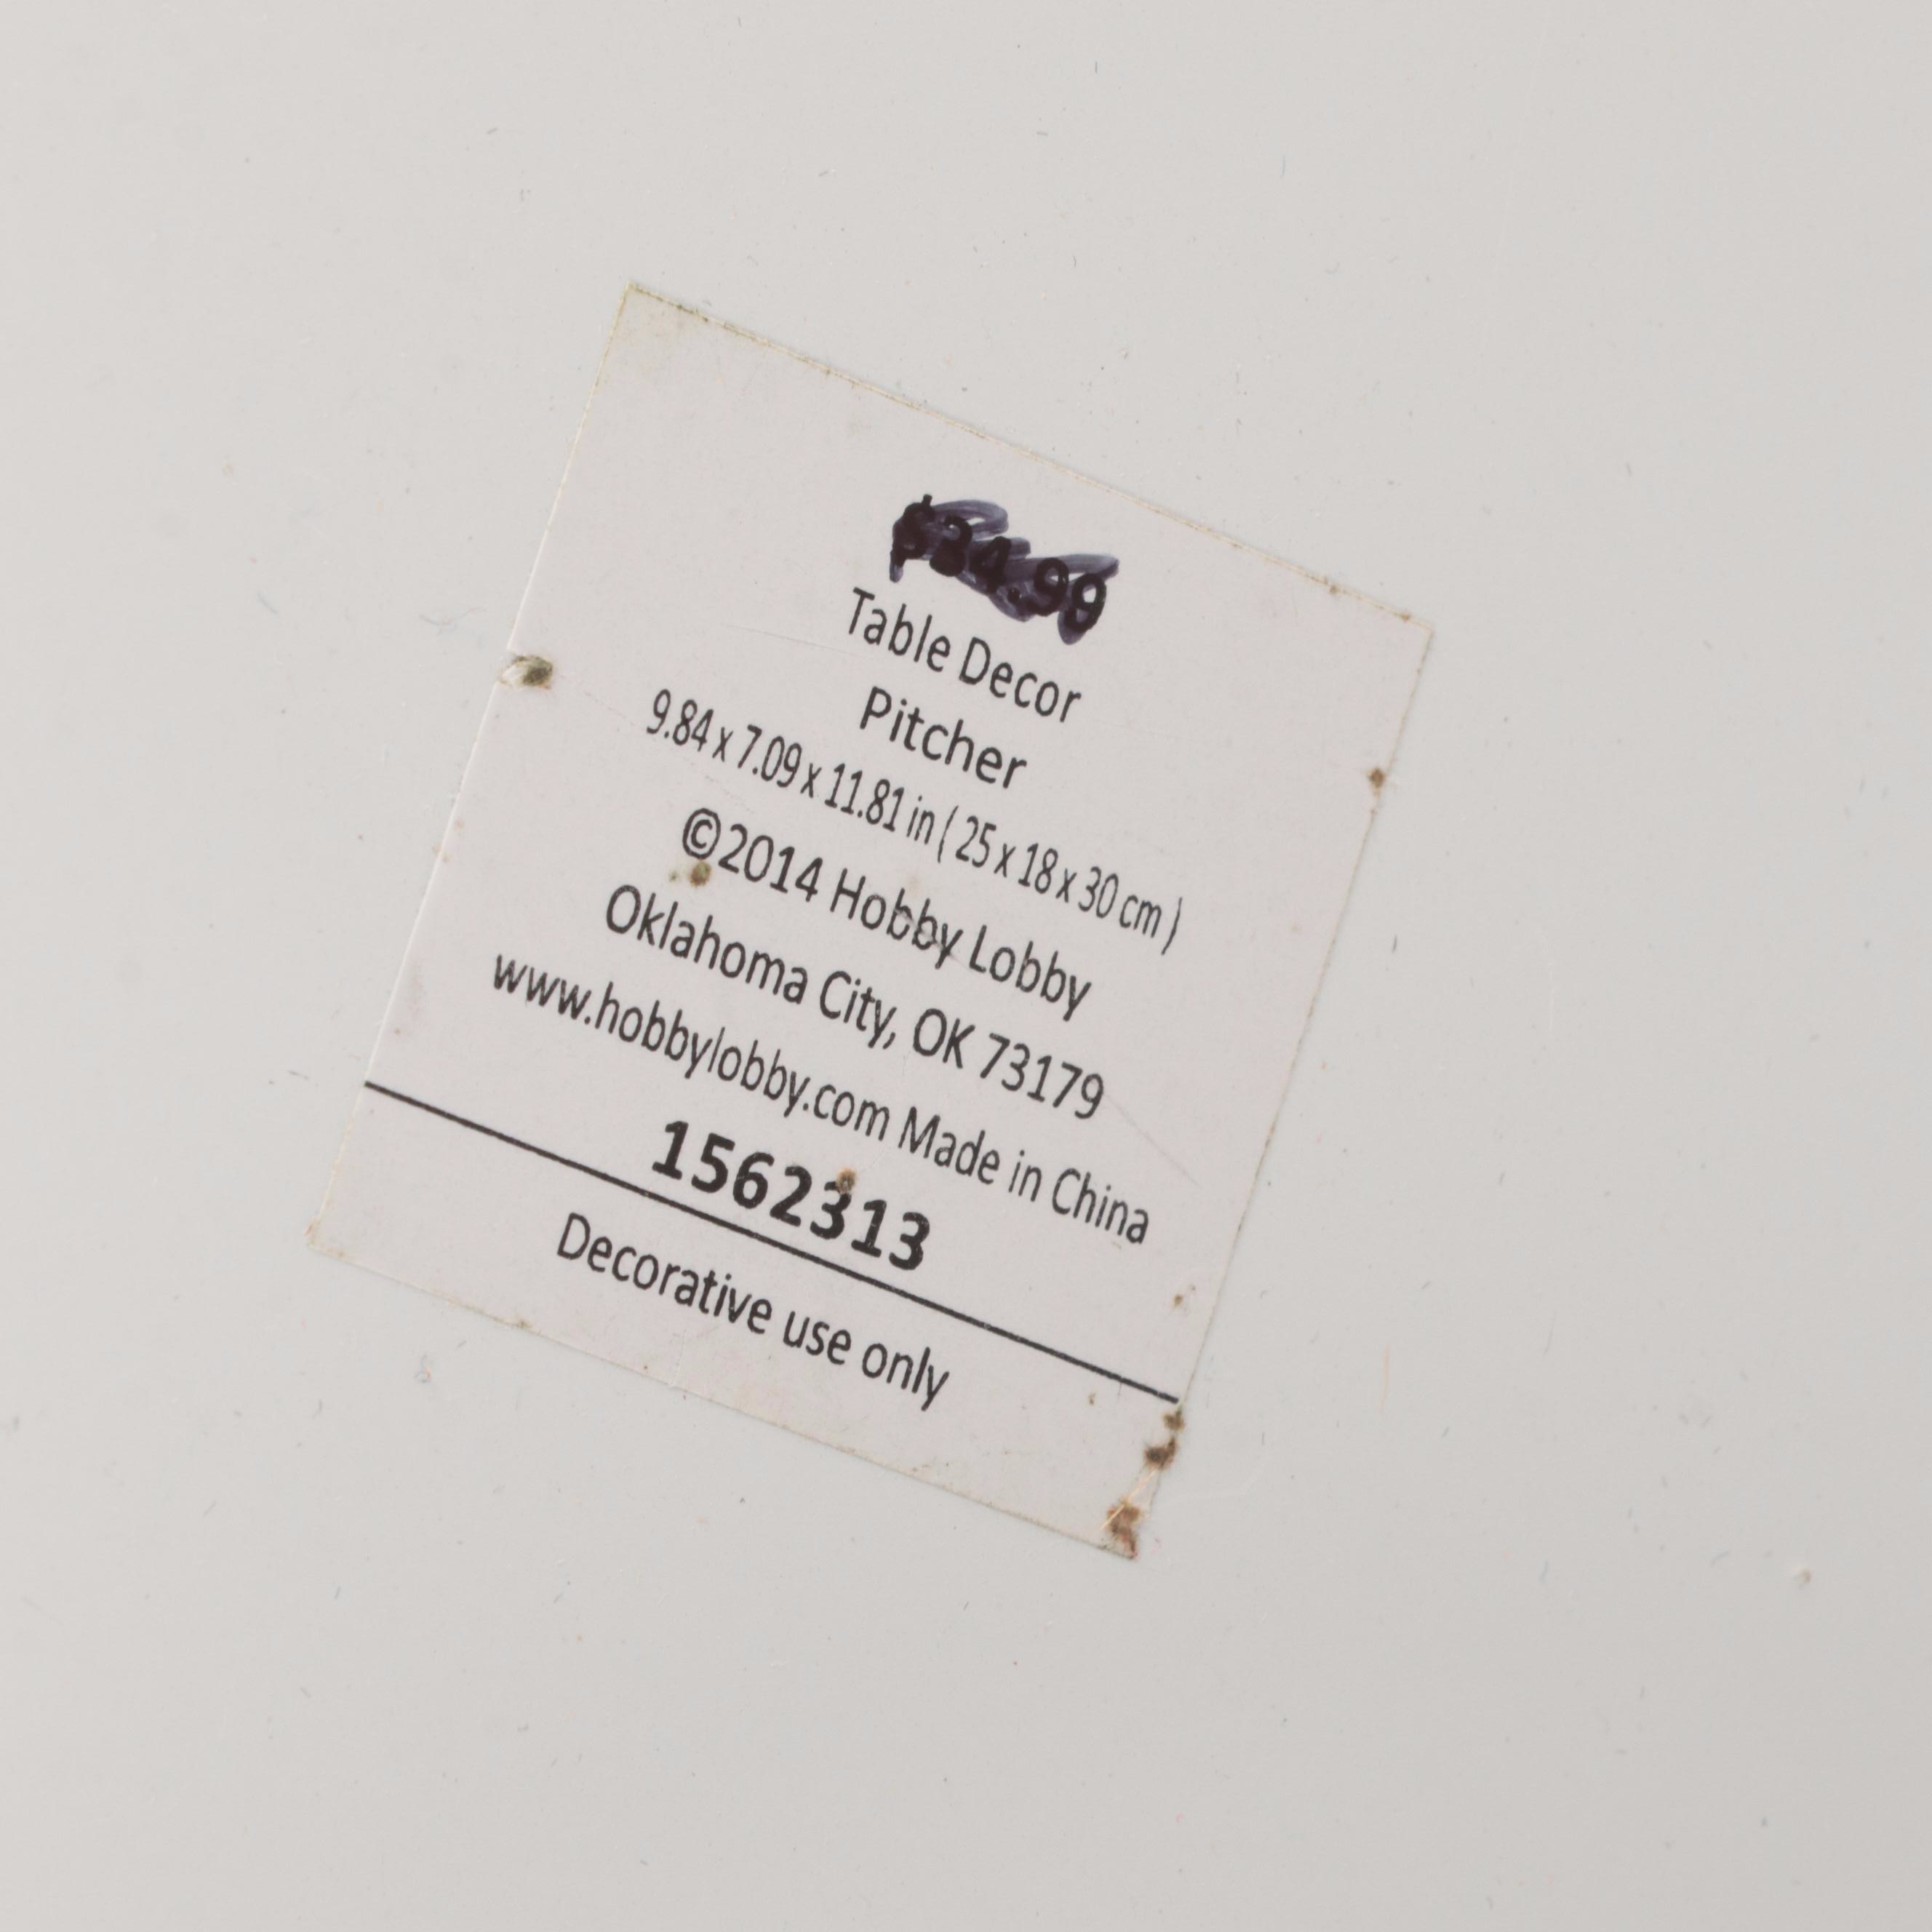 $34.99
Table Decor
Pitcher
9.84 x 7.09 x 11.81 in ( 25 x 18 x 30 cm )
©2014 Hobby Lobby
Oklahoma City, OK 73179
www.hobbylobby.com Made in China
1562313
Decorative use only